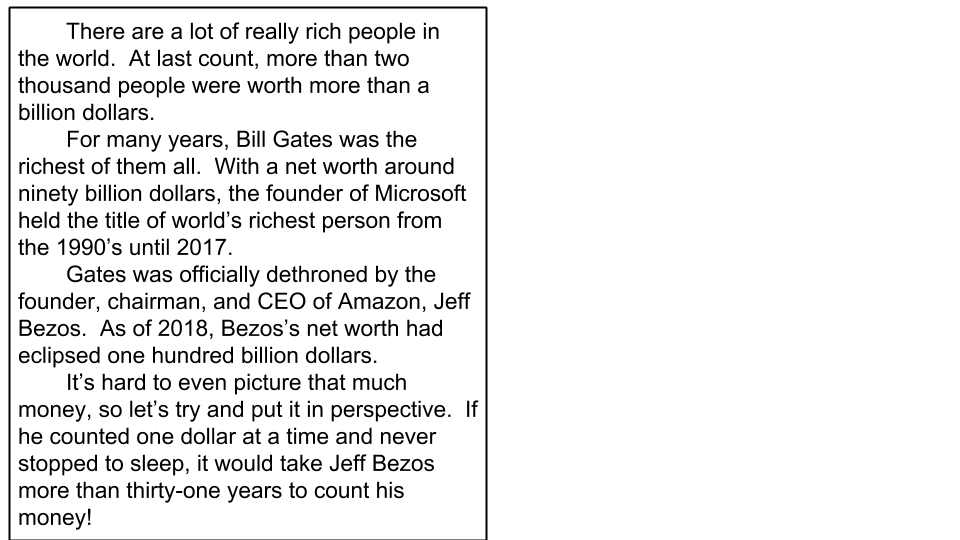 There are a lot of really rich people in
the world.  At last count, more than two
thousand people were worth more than a
billion dollars.
For many years, Bill Gates was the
richest of them all.  With a net worth around
ninety billion dollars, the founder of Microsoft
held the title of world’s richest person from
the 1990’s until 2017.
Gates was officially dethroned by the
founder, chairman, and CEO of Amazon, Jeff
Bezos.  As of 2018, Bezos’s net worth had
eclipsed one hundred billion dollars.
It’s hard to even picture that much
money, so let’s try and put it in perspective.  If
he counted one dollar at a time and never
stopped to sleep, it would take Jeff Bezos
more than thirty-one years to count his
money!